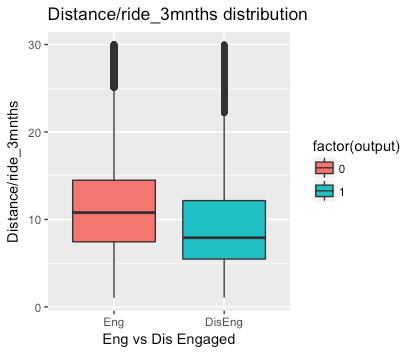 Distance/ride_3mnths distribution
Distance/ride_3mnths
30
20
10
0
Eng
DisEng
Eng vs Dis Engaged
factor(output)
0
1